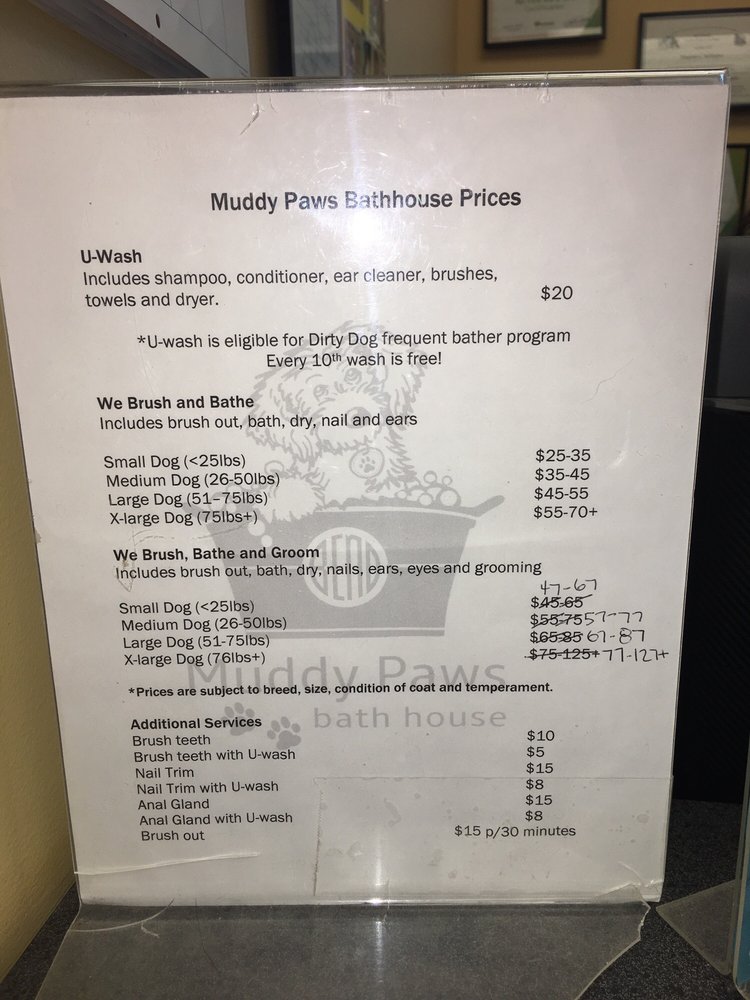 Muddy Paws Bathhouse Prices
U-Wash
Includes shampoo, conditioner, ear cleaner, brushes,
towels and dryer. $20
*U-wash is eligible for Dirty Dog frequent bather program
Every 10th wash is free!
We Brush and Bathe
Includes brush out, bath, dry, nail and ears
Small Dog (<25lbs) $25-35
Medium Dog (26-50lbs) $35-45
Large Dog (51-75lbs) $45-55
X-large Dog (75lbs+) $55-70+
We Brush, Bathe and Groom
Includes brush out, bath, dry, nails, ears, eyes and grooming
47-67
Small Dog (<25lbs) $45-65
Medium Dog (26-50lbs) $55-75 57-77
Large Dog (51-75lbs) $65-85 67-87
X-large Dog (76lbs+) $75-125+ 77-127+
*Prices are subject to breed, size, condition of coat and temperament.
Muddy Paws
bath house
Additional Services
Brush teeth $10
Brush teeth with U-wash $5
Nail Trim $15
Nail Trim with U-wash $8
Anal Gland $15
Anal Gland with U-wash $8
Brush out $15 p/30 minutes